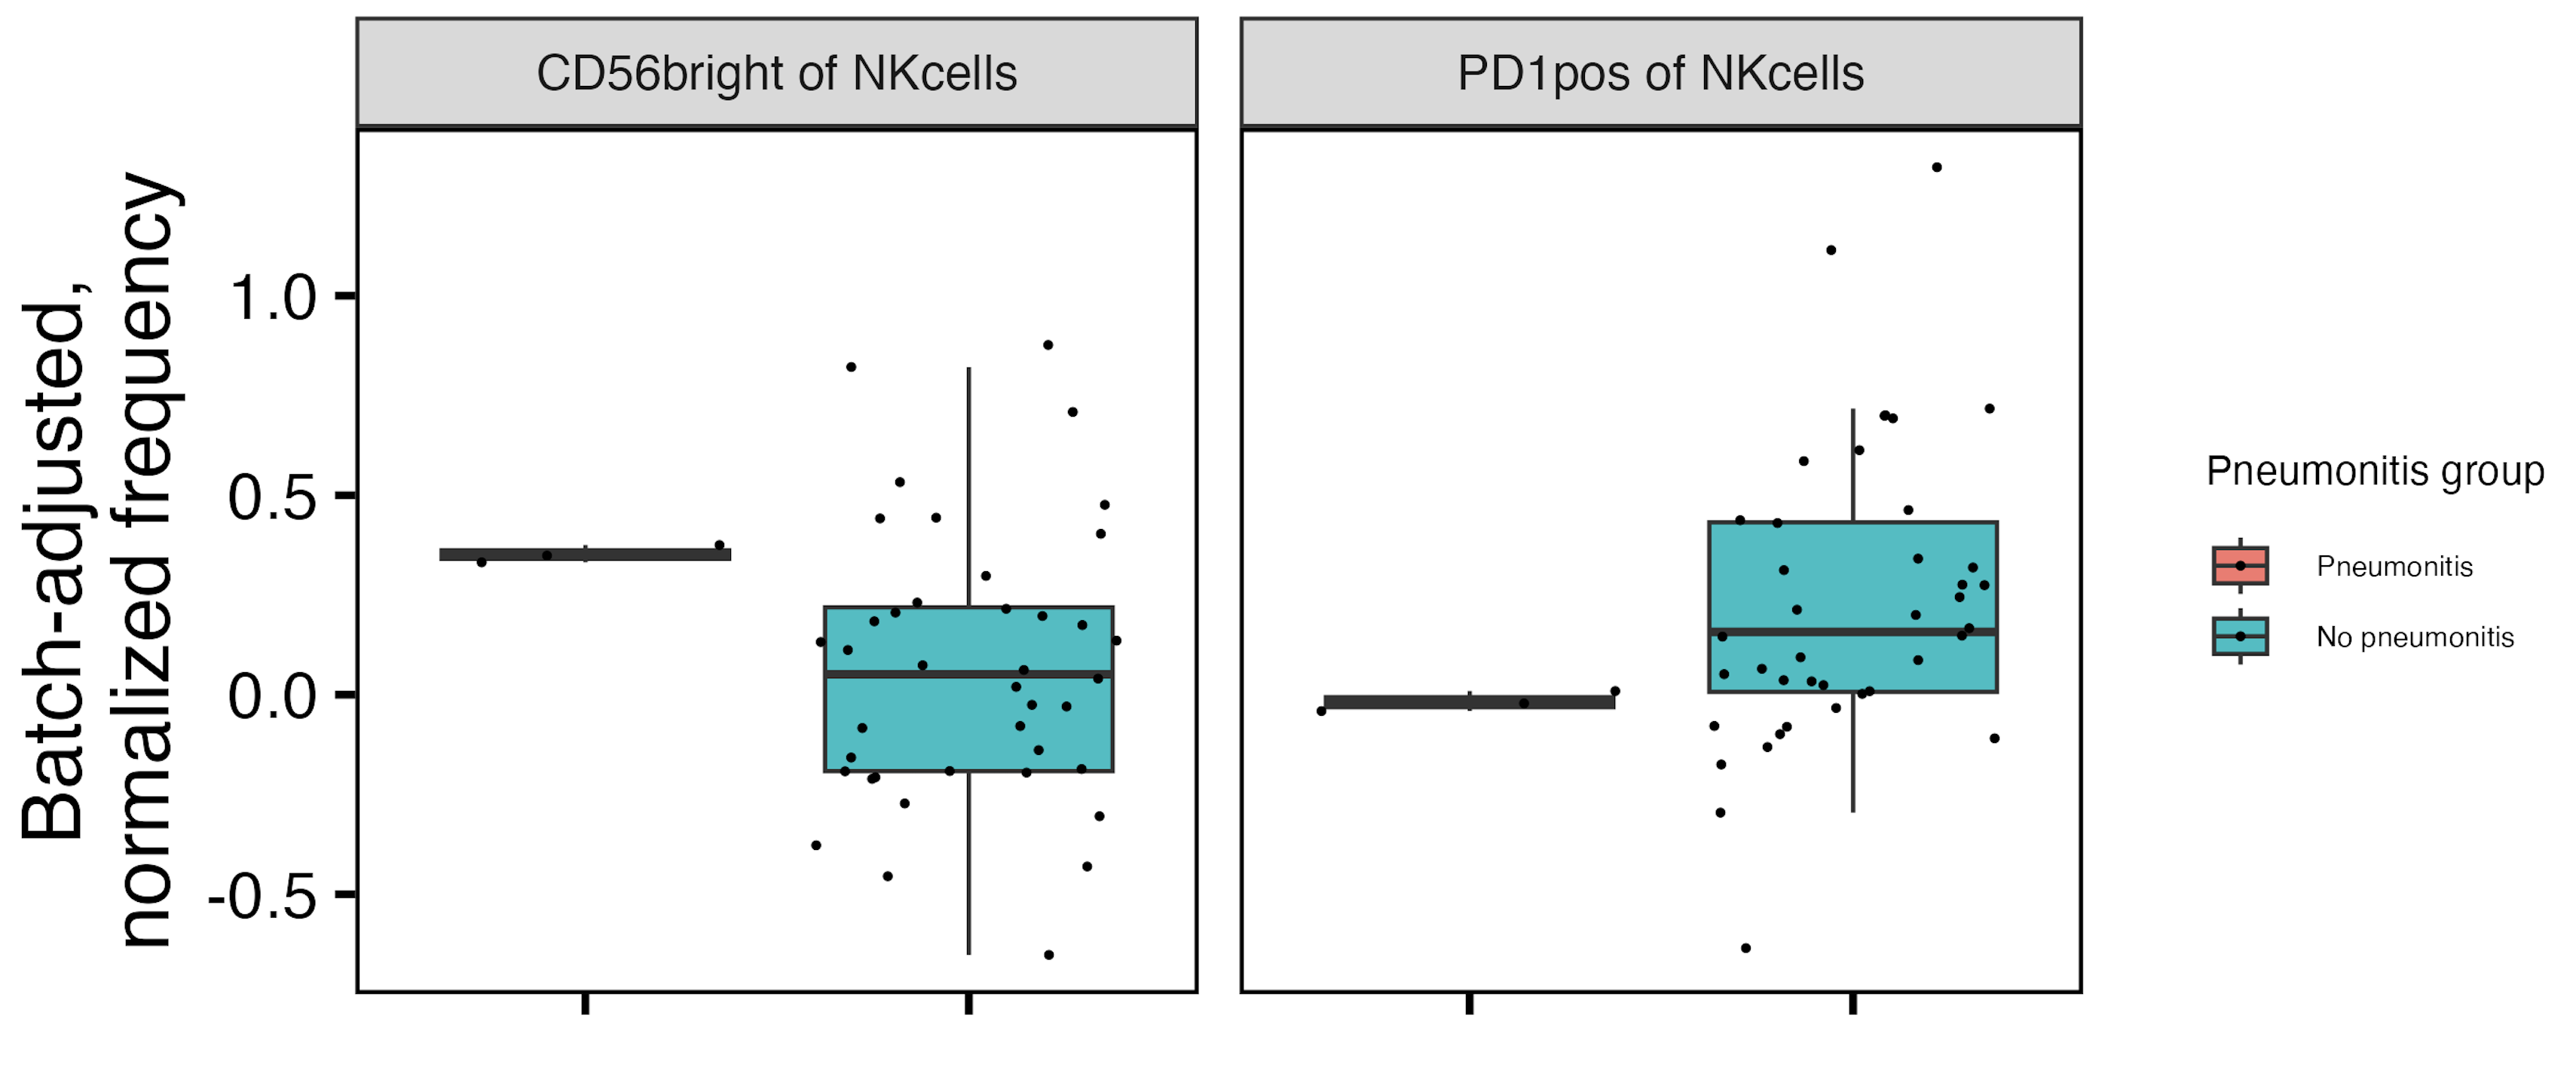 CD56bright of NKcells
PD1pos of NKcells
Batch-adjusted,
normalized frequency
1.0
0.5
0.0
-0.5
Pneumonitis group
Pneumonitis
No pneumonitis